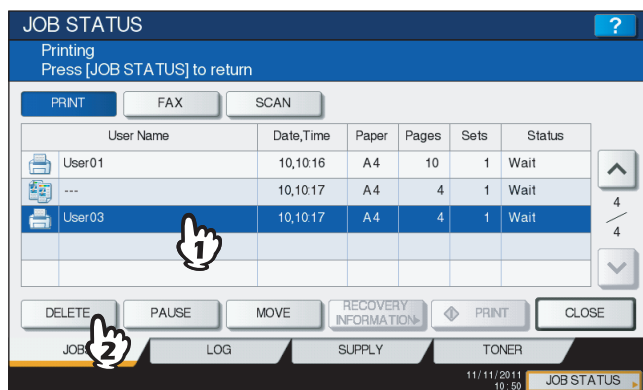 JOB STATUS ?
Printing
Press [JOB STATUS] to return
PRINT FAX SCAN
User Name Date,Time Paper Pages Sets Status
User01 10,10:16 A4 10 1 Wait
--- 10,10:17 A4 4 1 Wait
User03 10,10:17 A4 4 1 Wait
4
4
1
DELETE PAUSE MOVE RECOVERY INFORMATION PRINT CLOSE
2
JOBS LOG SUPPLY TONER
11/11/2011
10:50 JOB STATUS